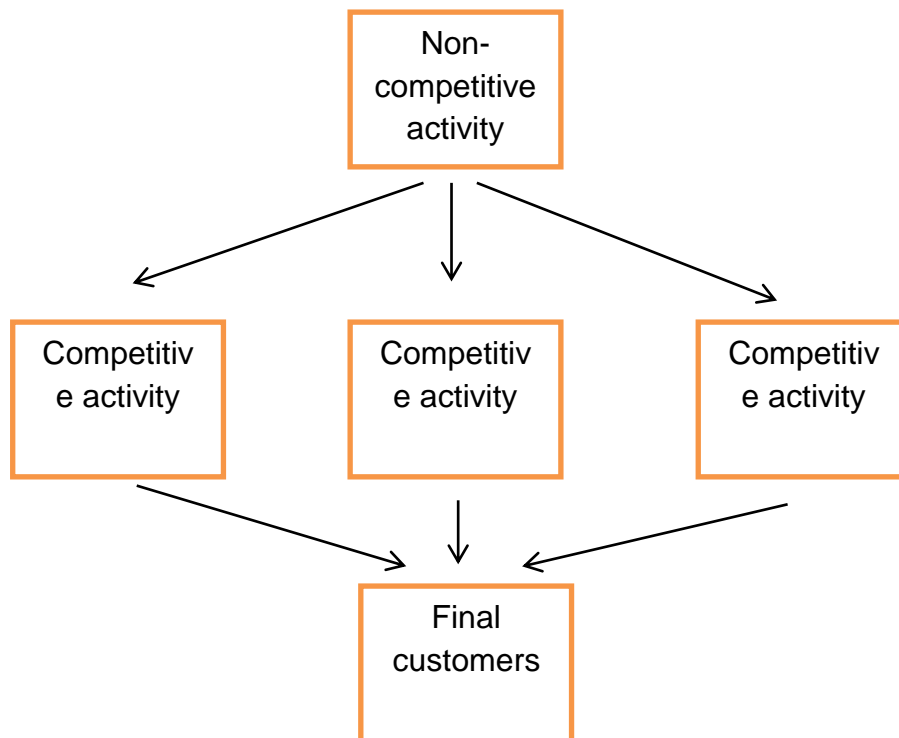 Non-
competitive
activity
Competitiv
e activity
Competitiv
e activity
Competitiv
e activity
Final
customers